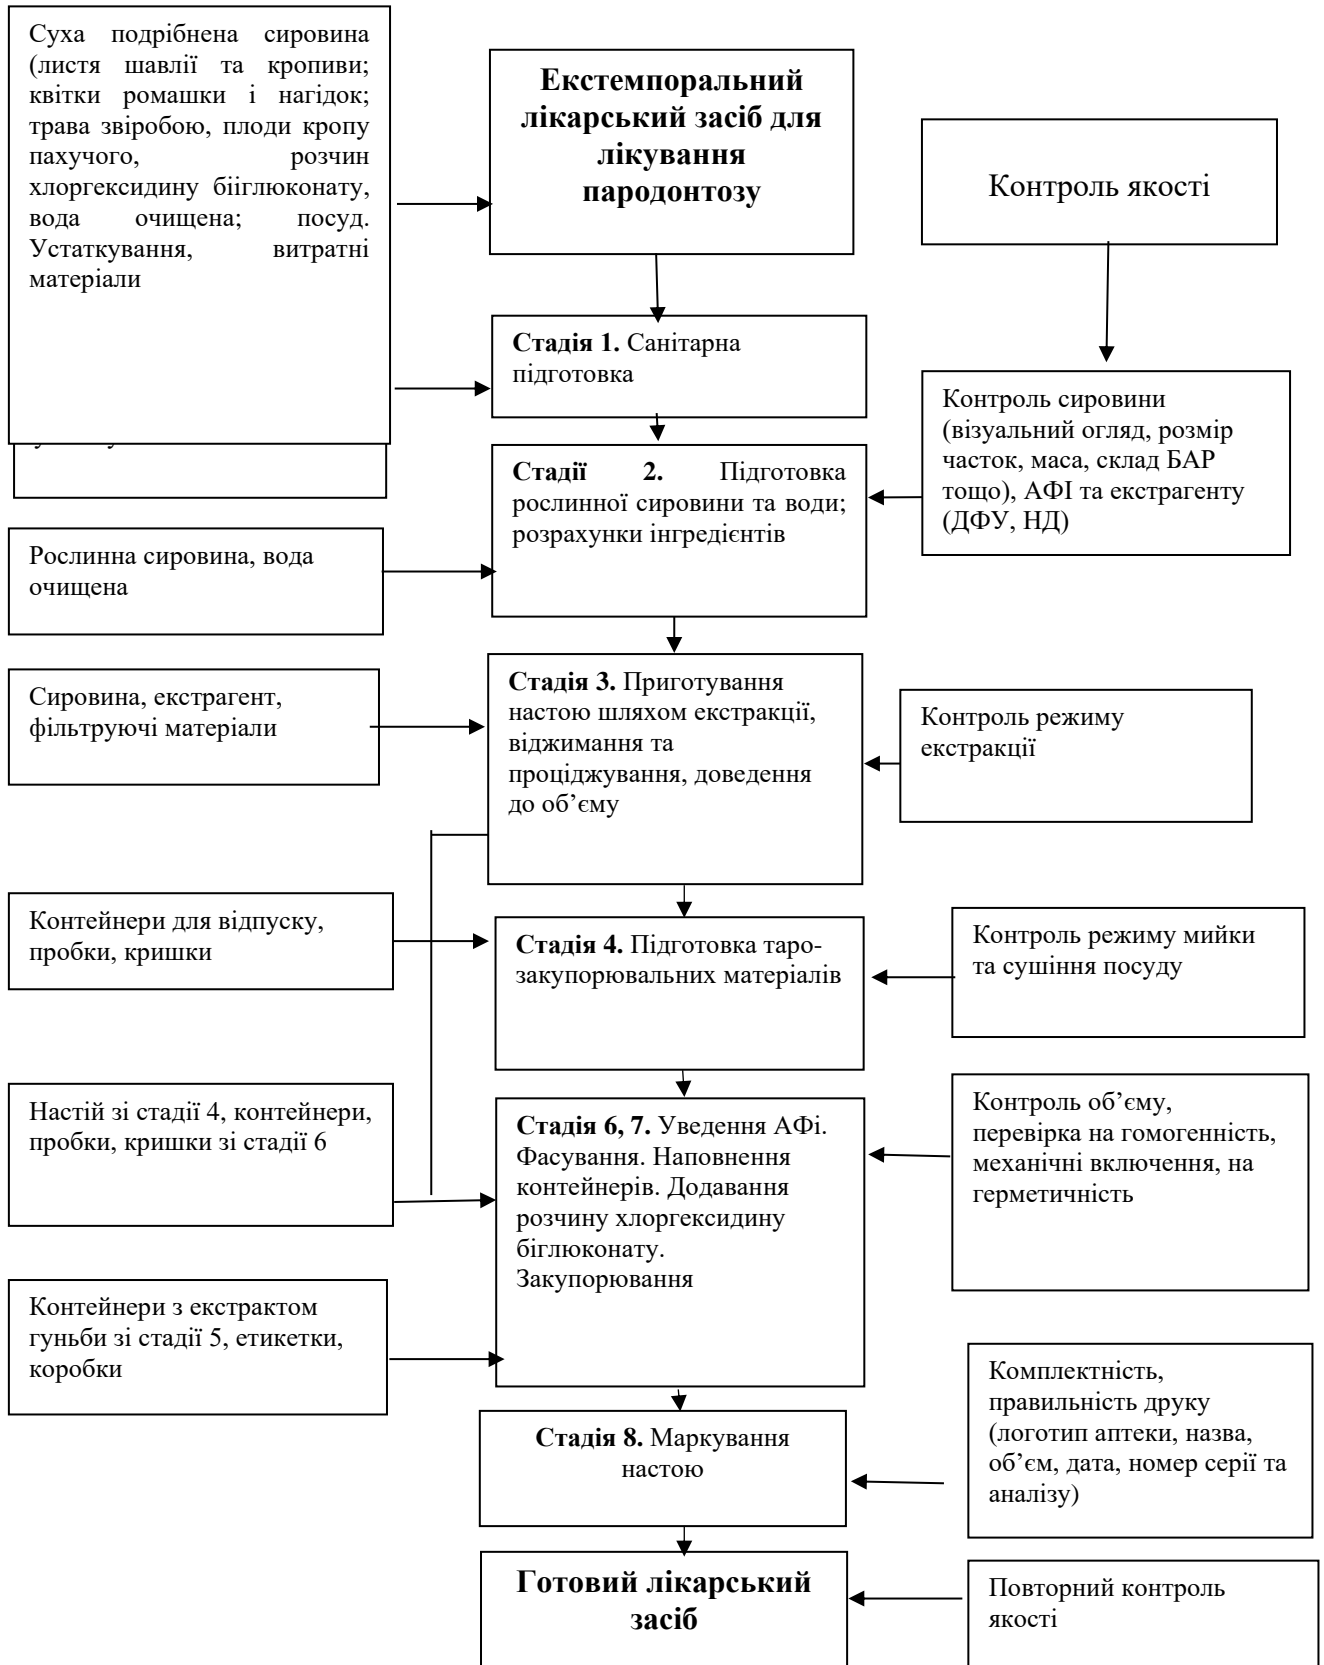 Суха подрібнена сировина
(листя шавлії та кропиви;
квітки ромашки і нагідок;
трава звіробою, плоди кропу
пахучого, розчин
хлоргексидину бііглюконату,
вода очищена; посуд.
Устаткування, витратні
матеріали
Екстемпоральний
лікарський засіб для
лікування
пародонтозу
Контроль якості
Стадія 1. Санітарна
підготовка
Контроль сировини
(візуальний огляд, розмір
часток, маса, склад БАР
тощо), АФІ та екстрагенту
(ДФУ, НД)
Стадії 2. Підготовка
рослинної сировини та води;
розрахунки інгредієнтів
Рослинна сировина, вода
очищена
Сировина, екстрагент,
фільтруючі матеріали
Стадія 3. Приготування
настою шляхом екстракції,
віджимання та
проціджування, доведення
до об’єму
Контроль режиму
екстракції
Контейнери для відпуску,
пробки, кришки
Стадія 4. Підготовка таро-
закупорювальних матеріалів
Контроль режиму мийки
та сушіння посуду
Настій зі стадії 4, контейнери,
пробки, кришки зі стадії 6
Стадія 6, 7. Уведення АФі.
Фасування. Наповнення
контейнерів. Додавання
розчину хлоргексидину
біглюконату.
Закупорювання
Контроль об’єму,
перевірка на гомогенність,
механічні включення, на
герметичність
Контейнери з екстрактом
гуньби зі стадії 5, етикетки,
коробки
Комплектність,
правильність друку
(логотип аптеки, назва,
об’єм, дата, номер серії та
аналізу)
Стадія 8. Маркування
настою
Готовий лікарський
засіб
Повторний контроль
якості